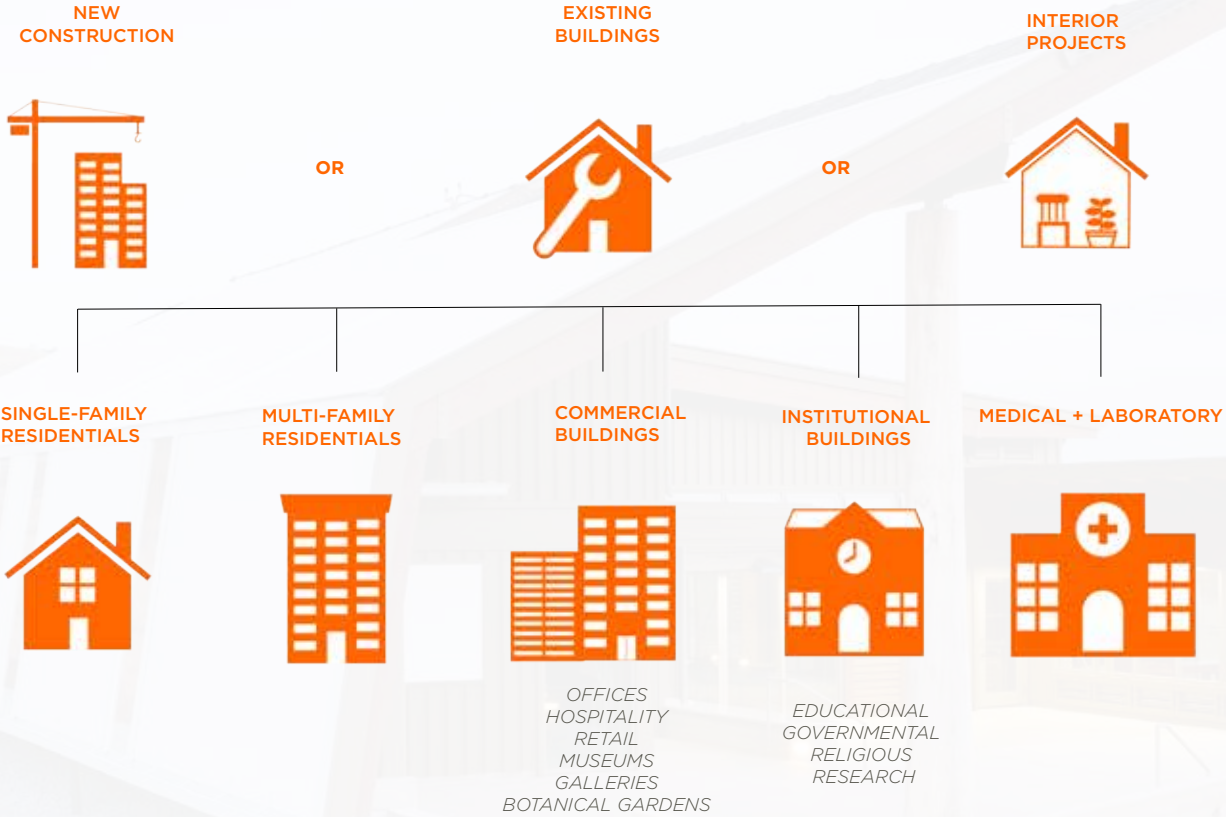 NEW
CONSTRUCTION
EXISTING
BUILDINGS
INTERIOR
PROJECTS
OR
OR
SINGLE-FAMILY
RESIDENTIALS
MULTI-FAMILY
RESIDENTIALS
COMMERCIAL
BUILDINGS
INSTITUTIONAL
BUILDINGS
MEDICAL + LABORATORY
OFFICES
HOSPITALITY
RETAIL
MUSEUMS
GALLERIES
BOTANICAL GARDENS
EDUCATIONAL
GOVERNMENTAL
RELIGIOUS
RESEARCH